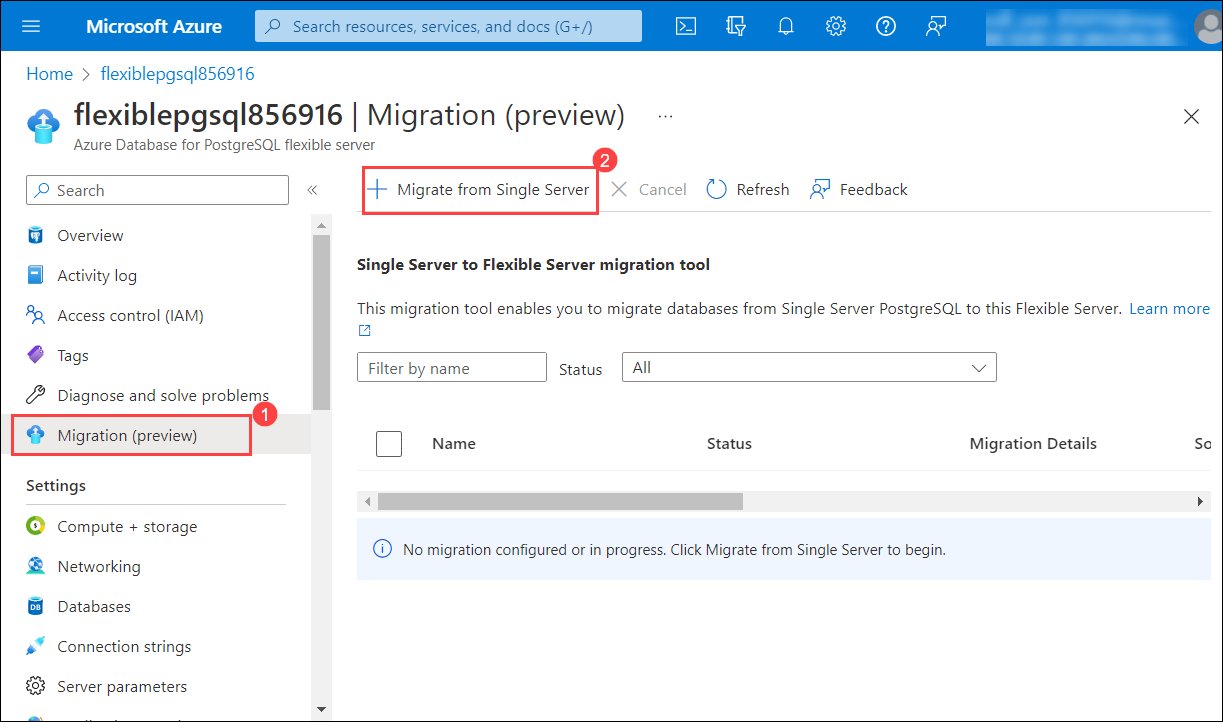 Microsoft Azure
Search resources, services, and docs (G+/)
Home > flexiblepgsql856916
flexiblepgsql856916 | Migration (preview) ...
Azure Database for PostgreSQL flexible server
Search
«
Overview
Activity log
Access control (IAM)
Tags
Diagnose and solve problems
Migration (preview)
1
Settings
Compute + storage
Networking
Databases
Connection strings
Server parameters
2
Migrate from Single Server
Cancel
Refresh
Feedback
Single Server to Flexible Server migration tool
This migration tool enables you to migrate databases from Single Server PostgreSQL to this Flexible Server. Learn more
Filter by name
Status
All
Name
Status
Migration Details
So
No migration configured or in progress. Click Migrate from Single Server to begin.